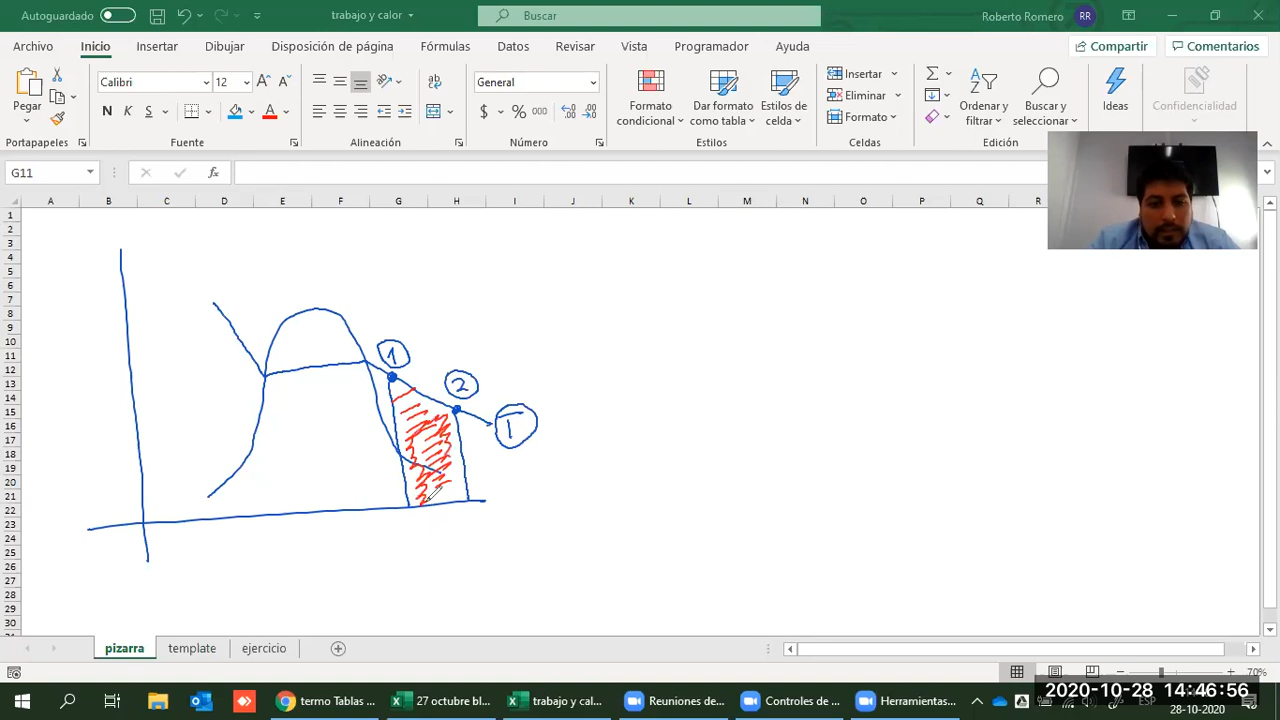 Autoguardado
trabajo y calor
Buscar
Roberto Romero
RR
Archivo
Inicio
Insertar
Dibujar
Disposición de página
Fórmulas
Datos
Revisar
Vista
Programador
Ayuda
Compartir
Comentarios
Pegar
Calibri
12
N K S
General
$ % 000
Formato condicional
Dar formato como tabla
Estilos de celda
Insertar
Eliminar
Formato
Ordenar y filtrar
Buscar y seleccionar
Ideas
Confidencialidad
Portapapeles
Fuente
Alineación
Número
Estilos
Celdas
Edición
G11
fx
A B C D E F G H I J K L M N O P Q R
1
2
3
4
5
6
7
8
9
10
11
12
13
14
15
16
17
18
19
20
21
22
23
24
25
26
27
28
29
30
1
2
T
pizarra
template
ejercicio
70%
termo Tablas ...
27 octubre bl...
trabajo y calo...
Reuniones de...
Controles de ...
Herramientas...
ESP
2020-10-28 14:46:56
28-10-2020